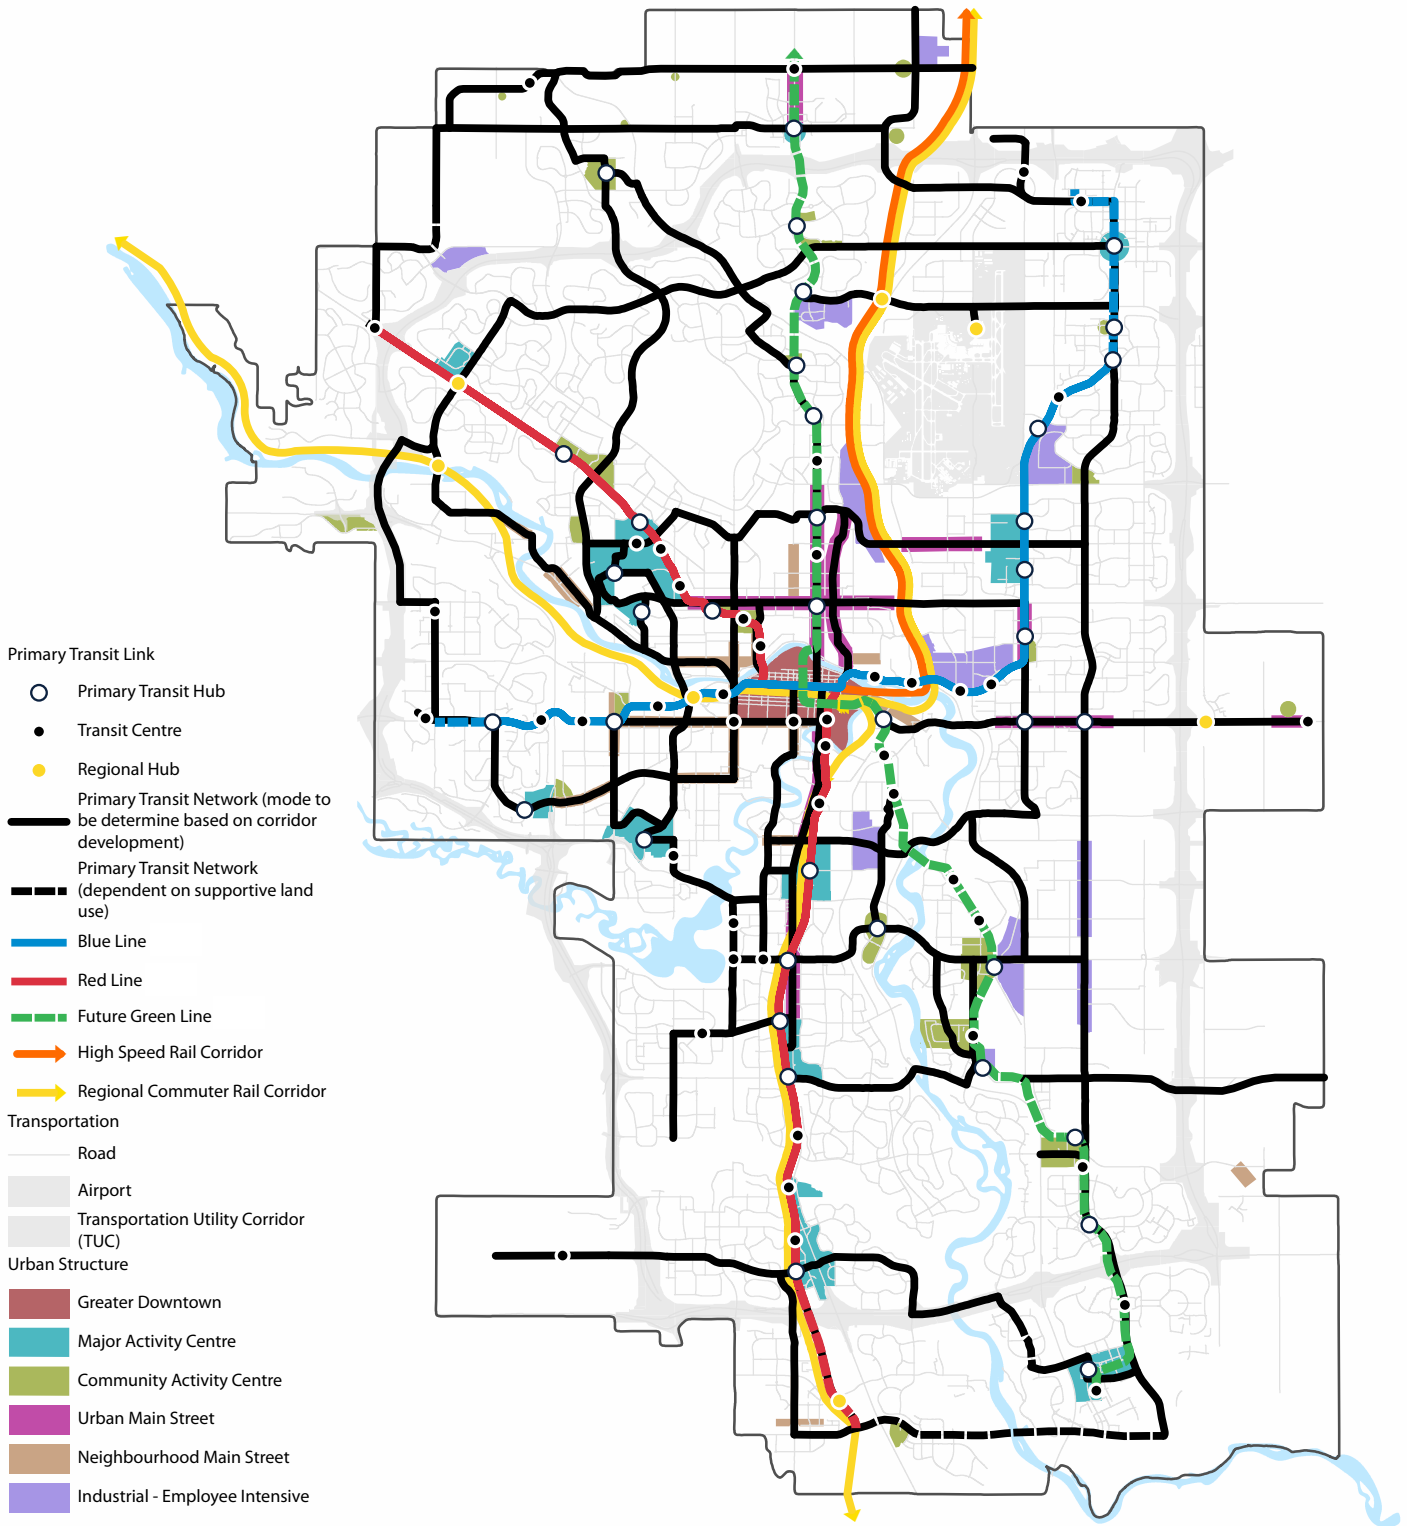 Primary Transit Link
Primary Transit Hub
Transit Centre
Regional Hub
Primary Transit Network (mode to
be determine based on corridor
development)
Primary Transit Network
(dependent on supportive land
use)
Blue Line
Red Line
Future Green Line
High Speed Rail Corridor
Regional Commuter Rail Corridor
Transportation
Road
Airport
Transportation Utility Corridor
(TUC)
Urban Structure
Greater Downtown
Major Activity Centre
Community Activity Centre
Urban Main Street
Neighbourhood Main Street
Industrial - Employee Intensive